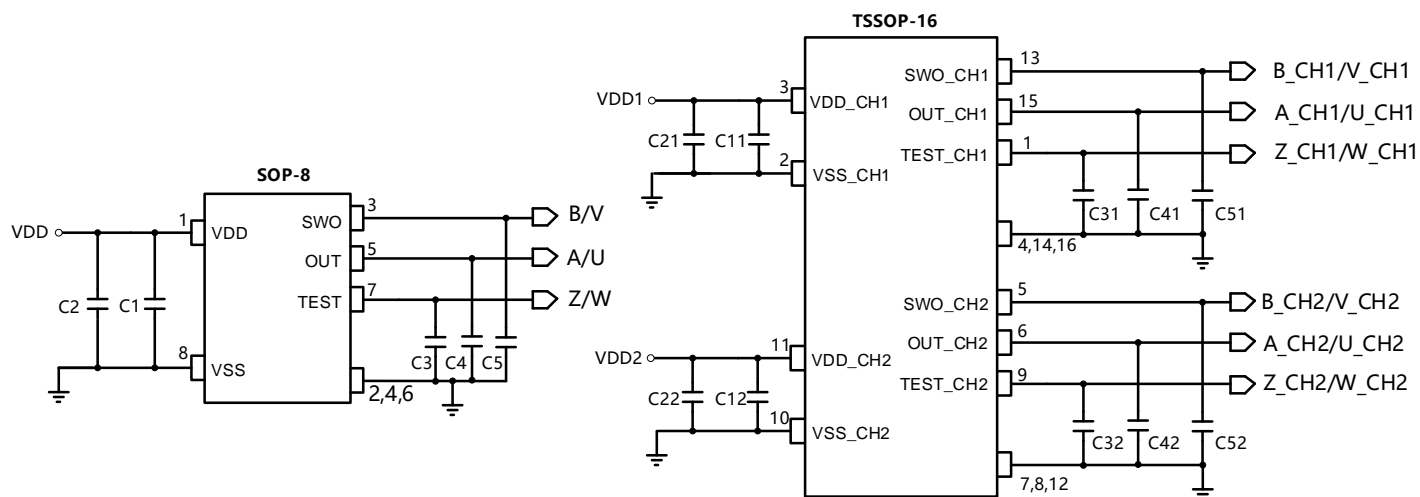 SOP-8
VDD
1
VDD
SWO
3
B/V
OUT
5
A/U
TEST
7
Z/W
C2
C1
8
VSS
C3
C4
C5
2,4,6
TSSOP-16
VDD1
3
VDD_CH1
SWO_CH1
13
B_CH1/V_CH1
OUT_CH1
15
A_CH1/U_CH1
C21
C11
TEST_CH1
1
Z_CH1/W_CH1
2
VSS_CH1
C31
C41
C51
4,14,16
SWO_CH2
5
B_CH2/V_CH2
VDD2
11
VDD_CH2
OUT_CH2
6
A_CH2/U_CH2
TEST_CH2
9
Z_CH2/W_CH2
C22
C12
10
VSS_CH2
C32
C42
C52
7,8,12